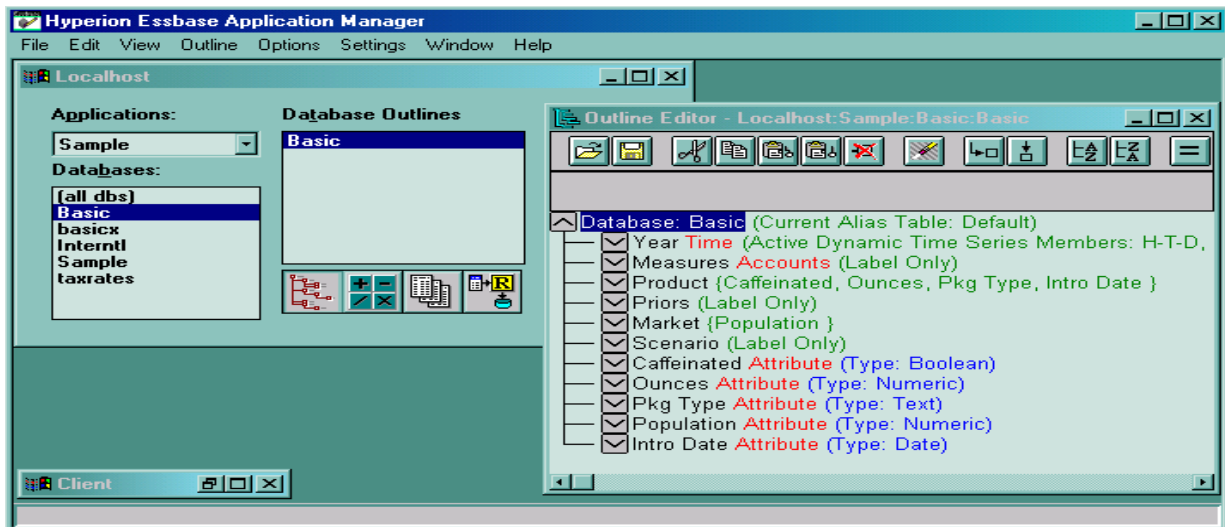 Hyperion Essbase Application Manager
File Edit View Outline Options Settings Window Help
Localhost
Applications:
Sample
Databases:
(all dbs)
Basic
basicx
Interntl
Sample
taxrates
Database Outlines
Basic
Outline Editor - Localhost:Sample:Basic:Basic
Database: Basic (Current Alias Table: Default)
Year Time (Active Dynamic Time Series Members: H-T-D,
Measures Accounts (Label Only)
Product {Caffeinated, Ounces, Pkg Type, Intro Date }
Priors (Label Only)
Market {Population }
Scenario (Label Only)
Caffeinated Attribute (Type: Boolean)
Ounces Attribute (Type: Numeric)
Pkg Type Attribute (Type: Text)
Population Attribute (Type: Numeric)
Intro Date Attribute (Type: Date)
Client